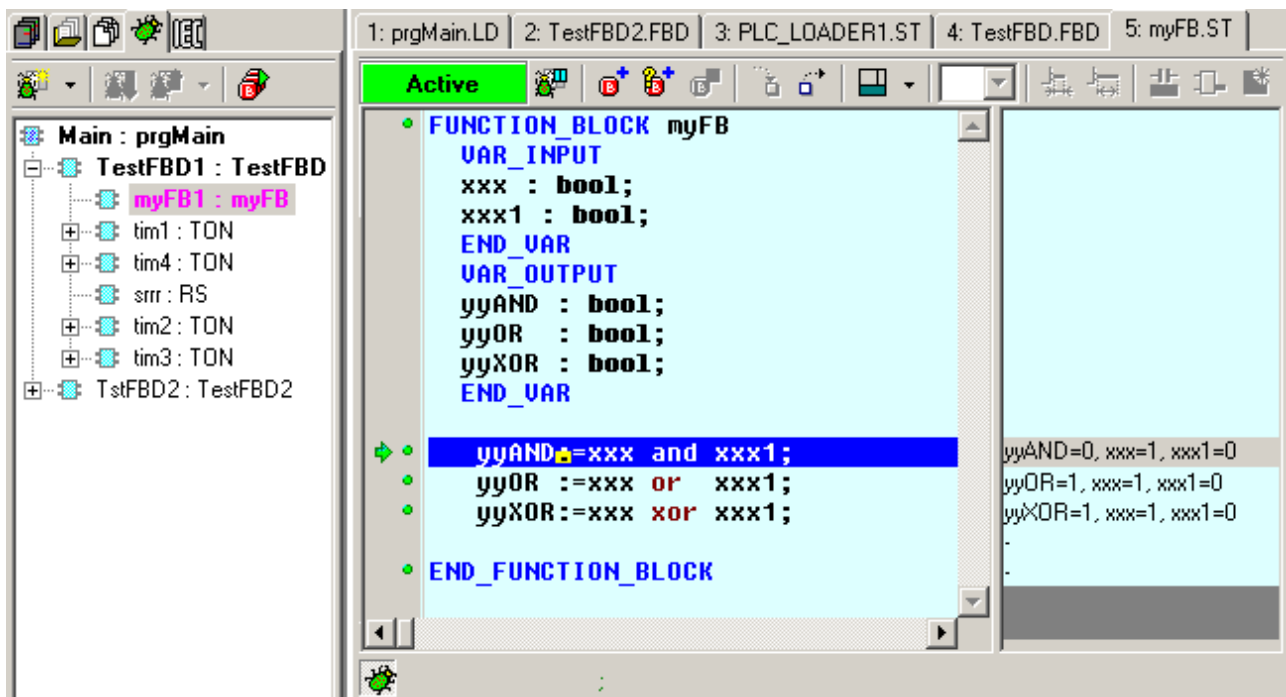 1: prgMain.LD 2: TestFBD2.FBD 3: PLC_LOADER1.ST 4: TestFBD.FBD 5: myFB.ST
Active
Main : prgMain
TestFBD1 : TestFBD
myFB1 : myFB
tim1 : TON
tim4 : TON
srrr : RS
tim2 : TON
tim3 : TON
TstFBD2 : TestFBD2
FUNCTION_BLOCK myFB
VAR_INPUT
xxx : bool;
xxx1 : bool;
END_VAR
VAR_OUTPUT
yyAND : bool;
yyOR : bool;
yyXOR : bool;
END_VAR
yyAND:=xxx and xxx1;
yyOR :=xxx or xxx1;
yyXOR:=xxx xor xxx1;
END_FUNCTION_BLOCK
yyAND=0, xxx=1, xxx1=0
yyOR=1, xxx=1, xxx1=0
yyXOR=1, xxx=1, xxx1=0
-
-
;